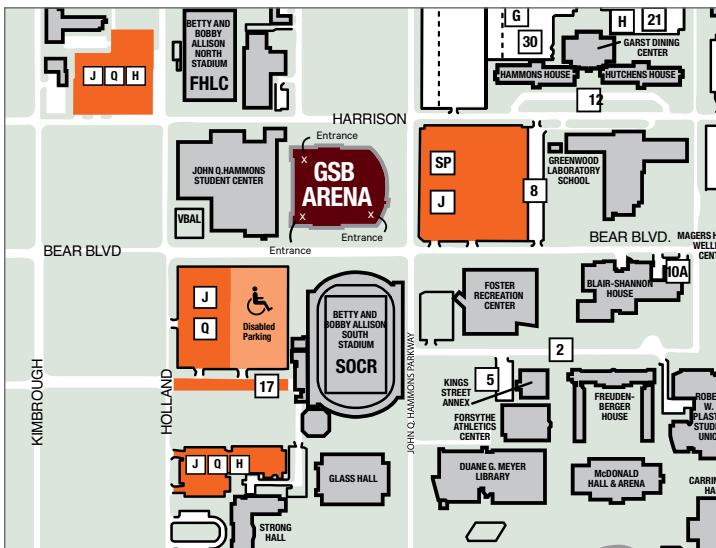 BETTY AND
BOBBY ALLISON
NORTH
STADIUM
FHLC
G
30
H
21
GARST DINING
CENTER
J Q H
HAMMONS HOUSE
HUTCHENS HOUSE
12
HARRISON
Entrance
x
GSB
ARENA
x
x
Entrance
Entrance
JOHN Q.HAMMONS
STUDENT CENTER
VBAL
SP
J
8
GREENWOOD
LABORATORY
SCHOOL
BEAR BLVD
BEAR BLVD.
10A
BLAIR-SHANNON
HOUSE
J
Q
Disabled
Parking
BETTY AND
BOBBY ALLISON
SOUTH
STADIUM
SOCR
FOSTER
RECREATION
CENTER
2
17
5
KINGS
STREET
ANNEX
FORSYTHE
ATHLETICS
CENTER
FREUDEN-
BERGER
HOUSE
KIMBROUGH
HOLLAND
JOHN Q. HAMMONS PARKWAY
J Q H
GLASS HALL
DUANE G. MEYER
LIBRARY
McDONALD
HALL & ARENA
STRONG
HALL